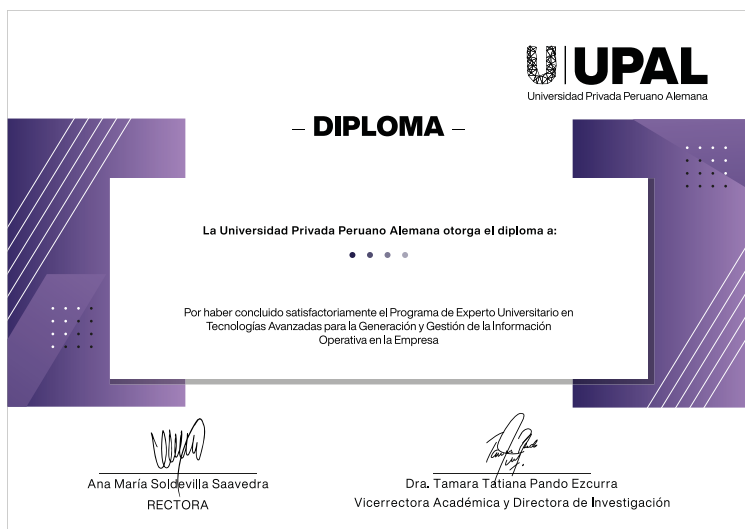 UPAL
Universidad Privada Peruano Alemana
– DIPLOMA –
La Universidad Privada Peruano Alemana otorga el diploma a:
Por haber concluido satisfactoriamente el Programa de Experto Universitario en
Tecnologías Avanzadas para la Generación y Gestión de la Información
Operativa en la Empresa
Ana María Soldevilla Saavedra
RECTORA
Dra. Tamara Tatiana Pando Ezcurra
Vicerrectora Académica y Directora de Investigación